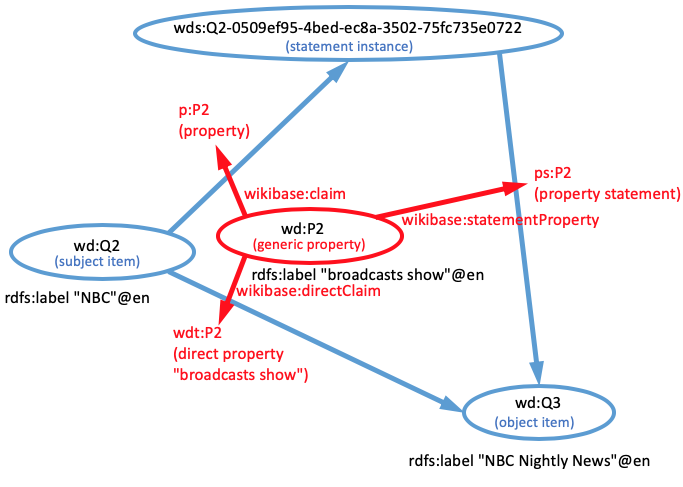 wds:Q2-0509ef95-4bed-ec8a-3502-75fc735e0722
(statement instance)
p:P2
(property)
wikibase:claim
ps:P2
(property statement)
wikibase:statementProperty
wd:P2
(generic property)
wd:Q2
(subject item)
rdfs:label "NBC"@en
rdfs:label "broadcasts show"@en
wikibase:directClaim
wdt:P2
(direct property
"broadcasts show")
wd:Q3
(object item)
rdfs:label "NBC Nightly News"@en